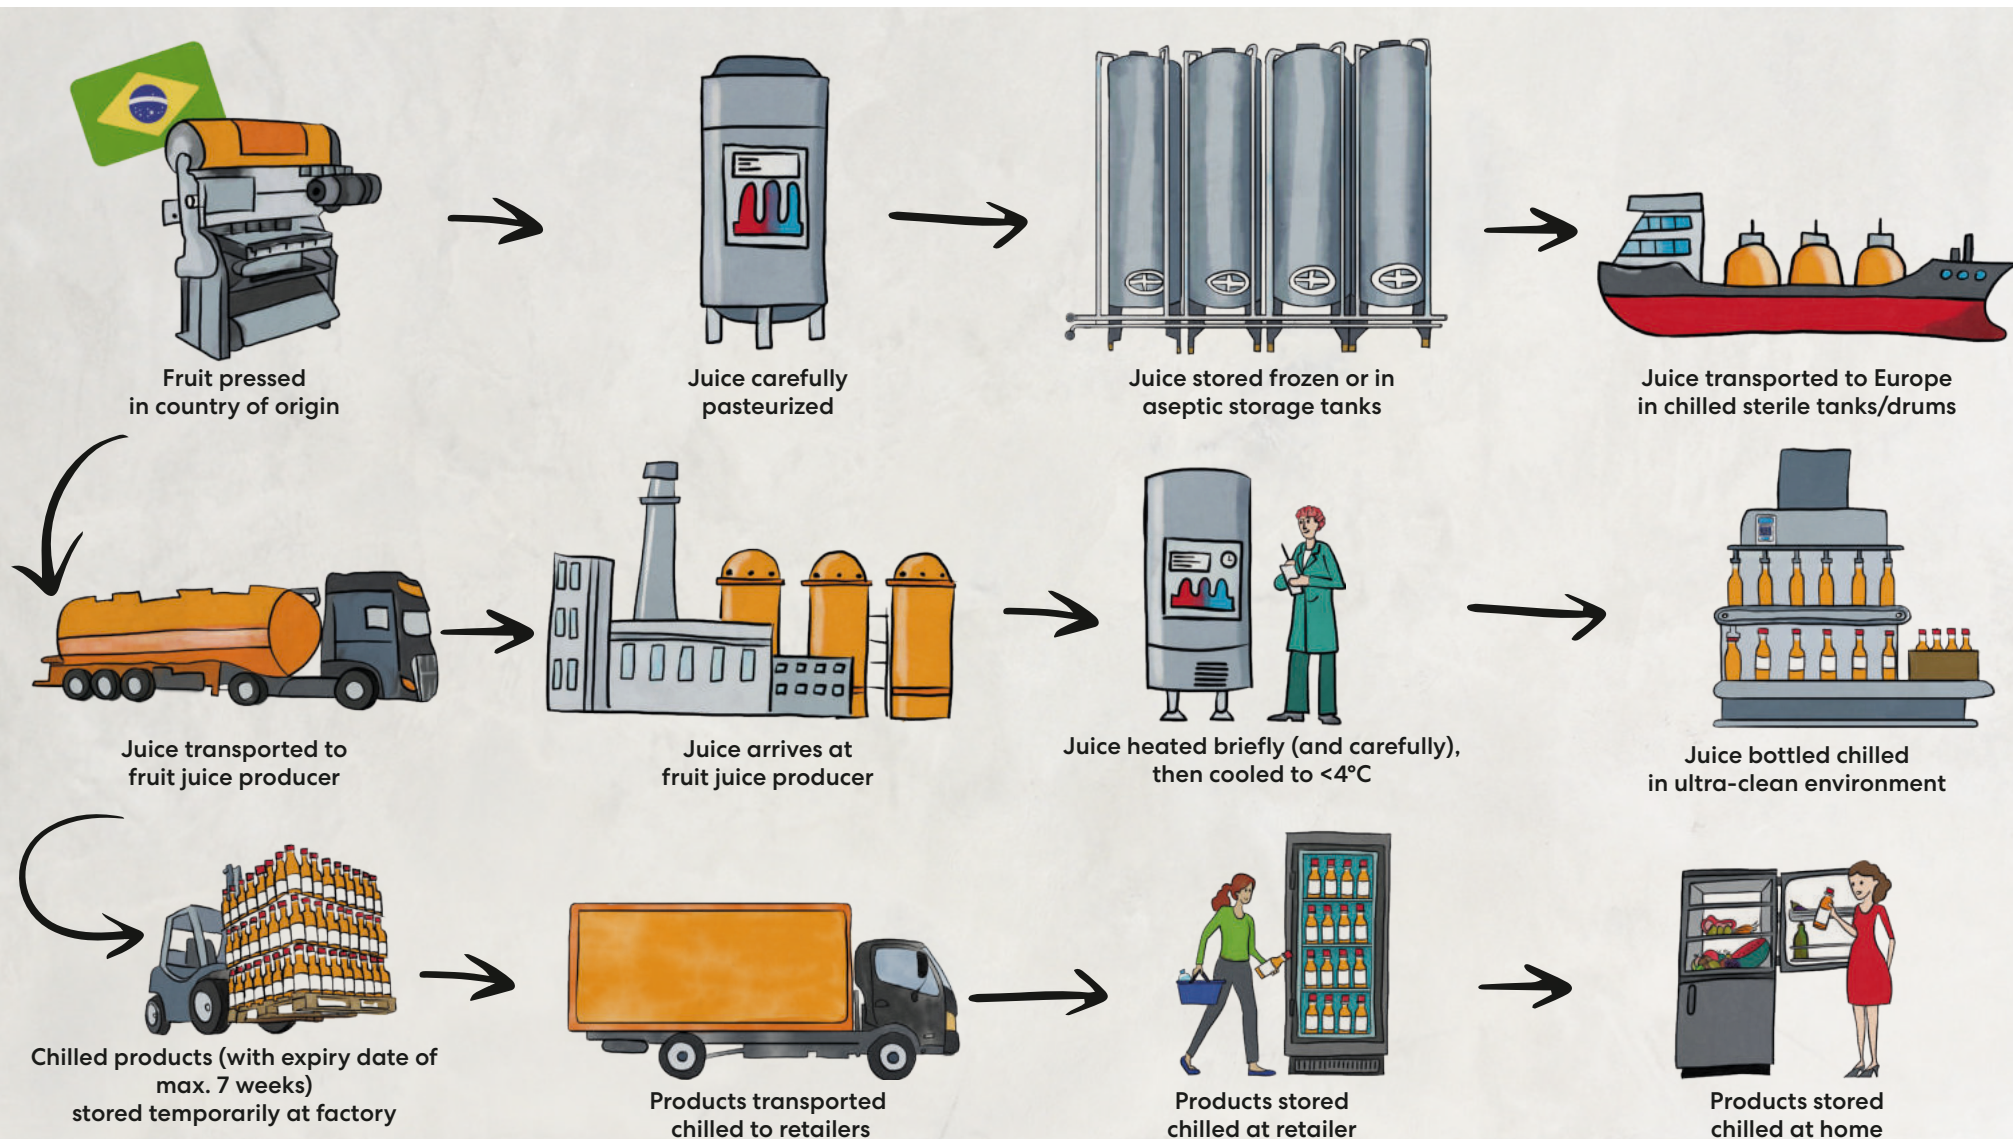 Fruit pressed
in country of origin
Juice carefully
pasteurized
Juice stored frozen or in
aseptic storage tanks
Juice transported to Europe
in chilled sterile tanks/drums
Juice transported to
fruit juice producer
Juice arrives at
fruit juice producer
Juice heated briefly (and carefully),
then cooled to <4°C
Juice bottled chilled
in ultra-clean environment
Chilled products (with expiry date of
max. 7 weeks)
stored temporarily at factory
Products transported
chilled to retailers
Products stored
chilled at retailer
Products stored
chilled at home